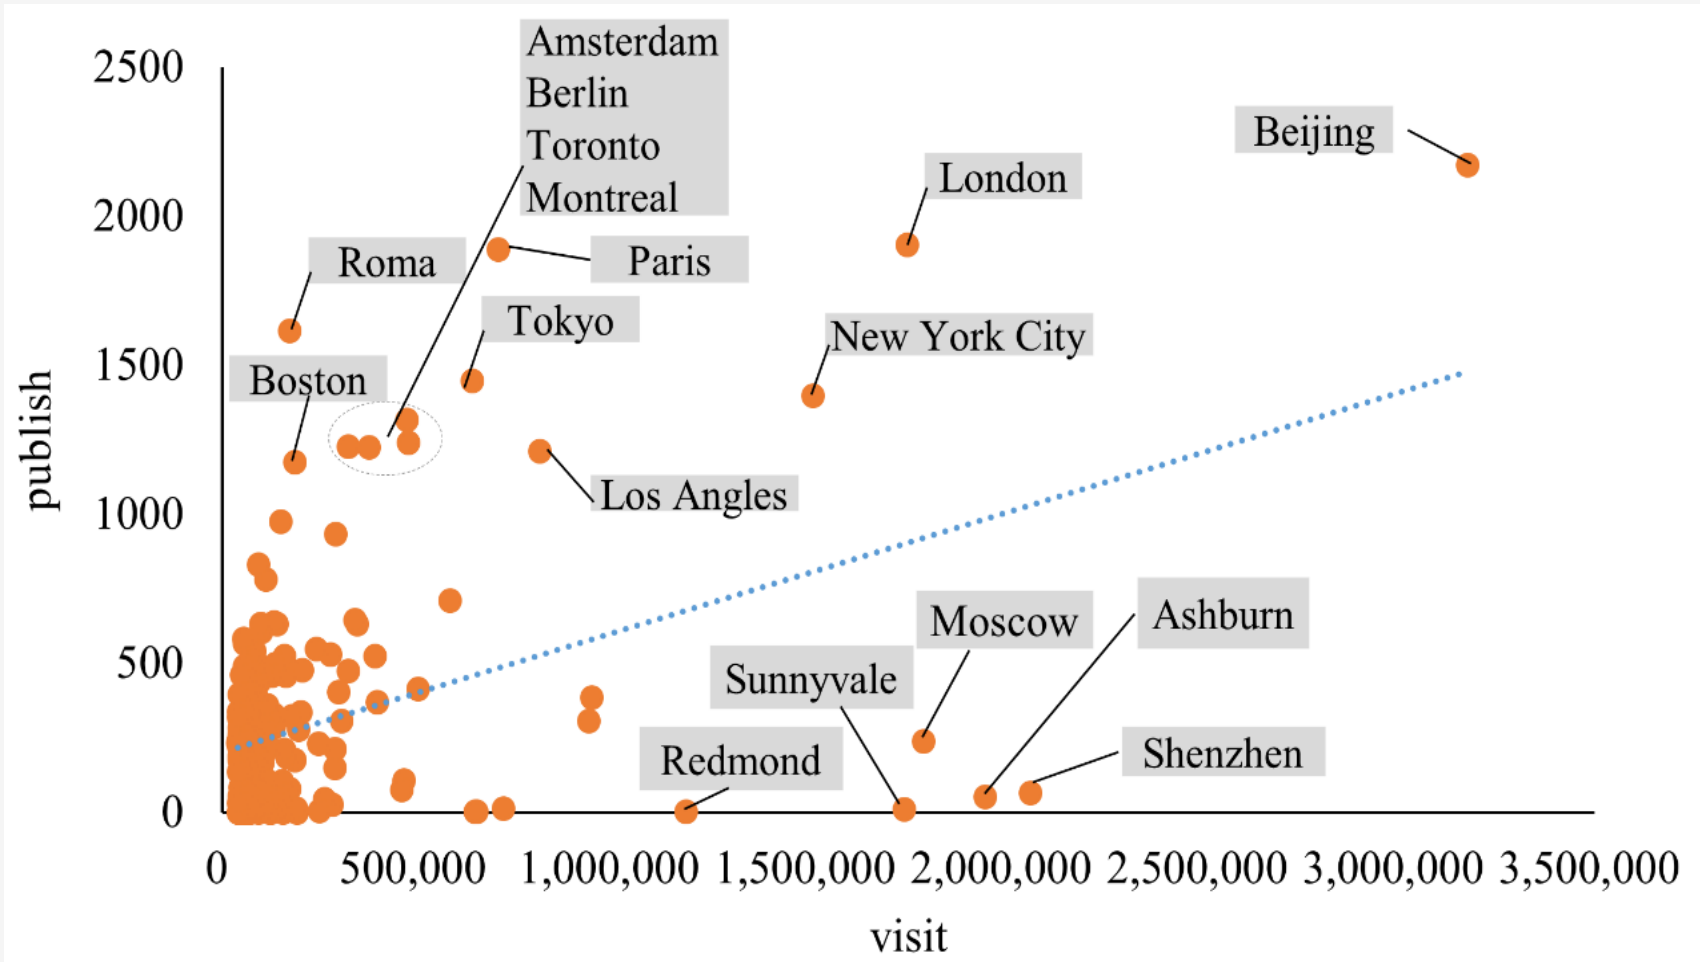 Amsterdam
Berlin
Toronto
Montreal
2500
Beijing
London
2000
Roma
Paris
Tokyo
New York City
1500
Boston
publish
Los Angles
1000
Moscow
Ashburn
500
Sunnyvale
Redmond
Shenzhen
0
0 500,000 1,000,000 1,500,000 2,000,000 2,500,000 3,000,000 3,500,000
visit